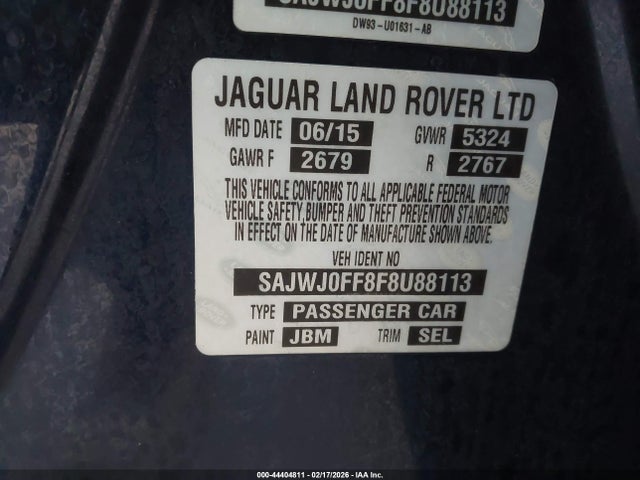 SAJWJ0FF8F8U88113
DW93-U01631-AB
JAGUAR LAND ROVER LTD
MFD DATE 06/15 GVWR 5324
GAWR F 2679 R 2767
THIS VEHICLE CONFORMS TO ALL APPLICABLE FEDERAL MOTOR
VEHICLE SAFETY, BUMPER AND THEFT PREVENTION STANDARDS
IN EFFECT ON THE DATE OF MANUFACTURE SHOWN ABOVE.
VEH IDENT NO
SAJWJ0FF8F8U88113
TYPE PASSENGER CAR
PAINT JBM TRIM SEL
000-44404811 - 02/17/2026 - IAA Inc.